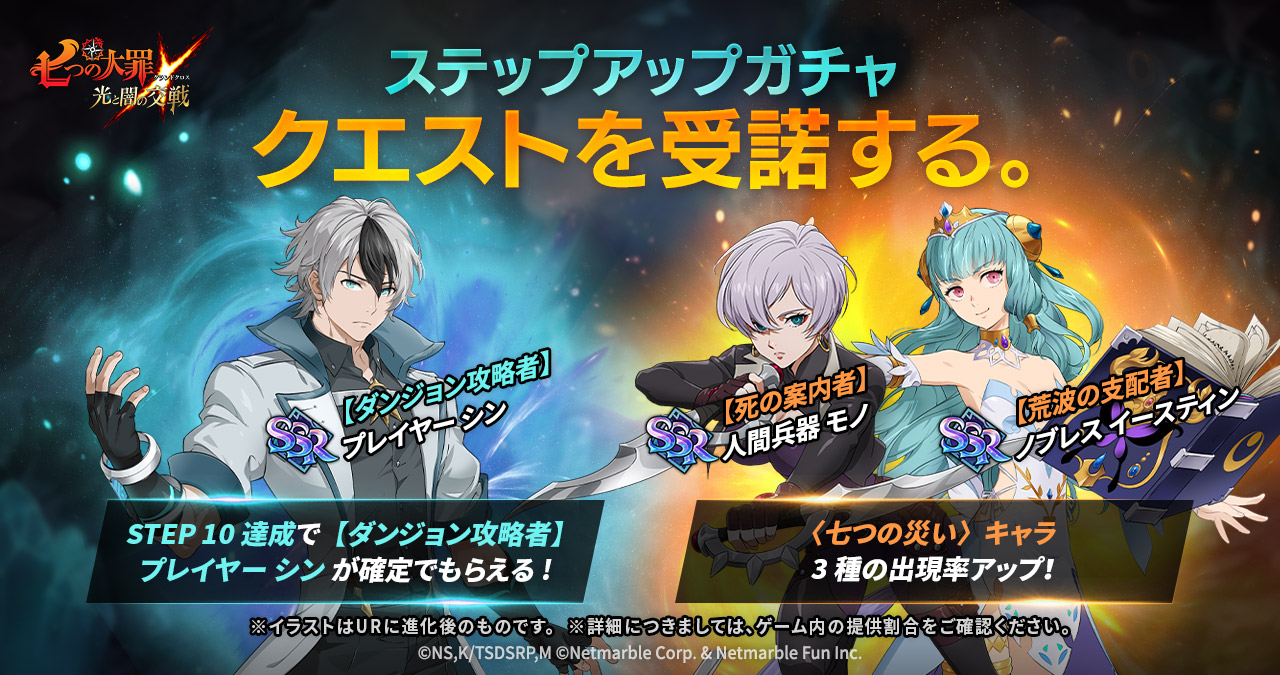 七つの大罪
グランドクロス
光と闇の交戦
ステップアップガチャ
クエストを受諾する。
【ダンジョン攻略者】
SSR プレイヤー シン
【死の案内者】
SSR 人間兵器 モノ
【荒波の支配者】
SSR ノブレス イースティン
STEP 10 達成で【ダンジョン攻略者】
プレイヤー シン が確定でもらえる!
〈七つの災い〉キャラ
3 種の出現率アップ!
※イラストはURに進化後のものです。 ※詳細につきましては、ゲーム内の提供割合をご確認ください。
©NS,K/TSDSRP,M ©Netmarble Corp. & Netmarble Fun Inc.